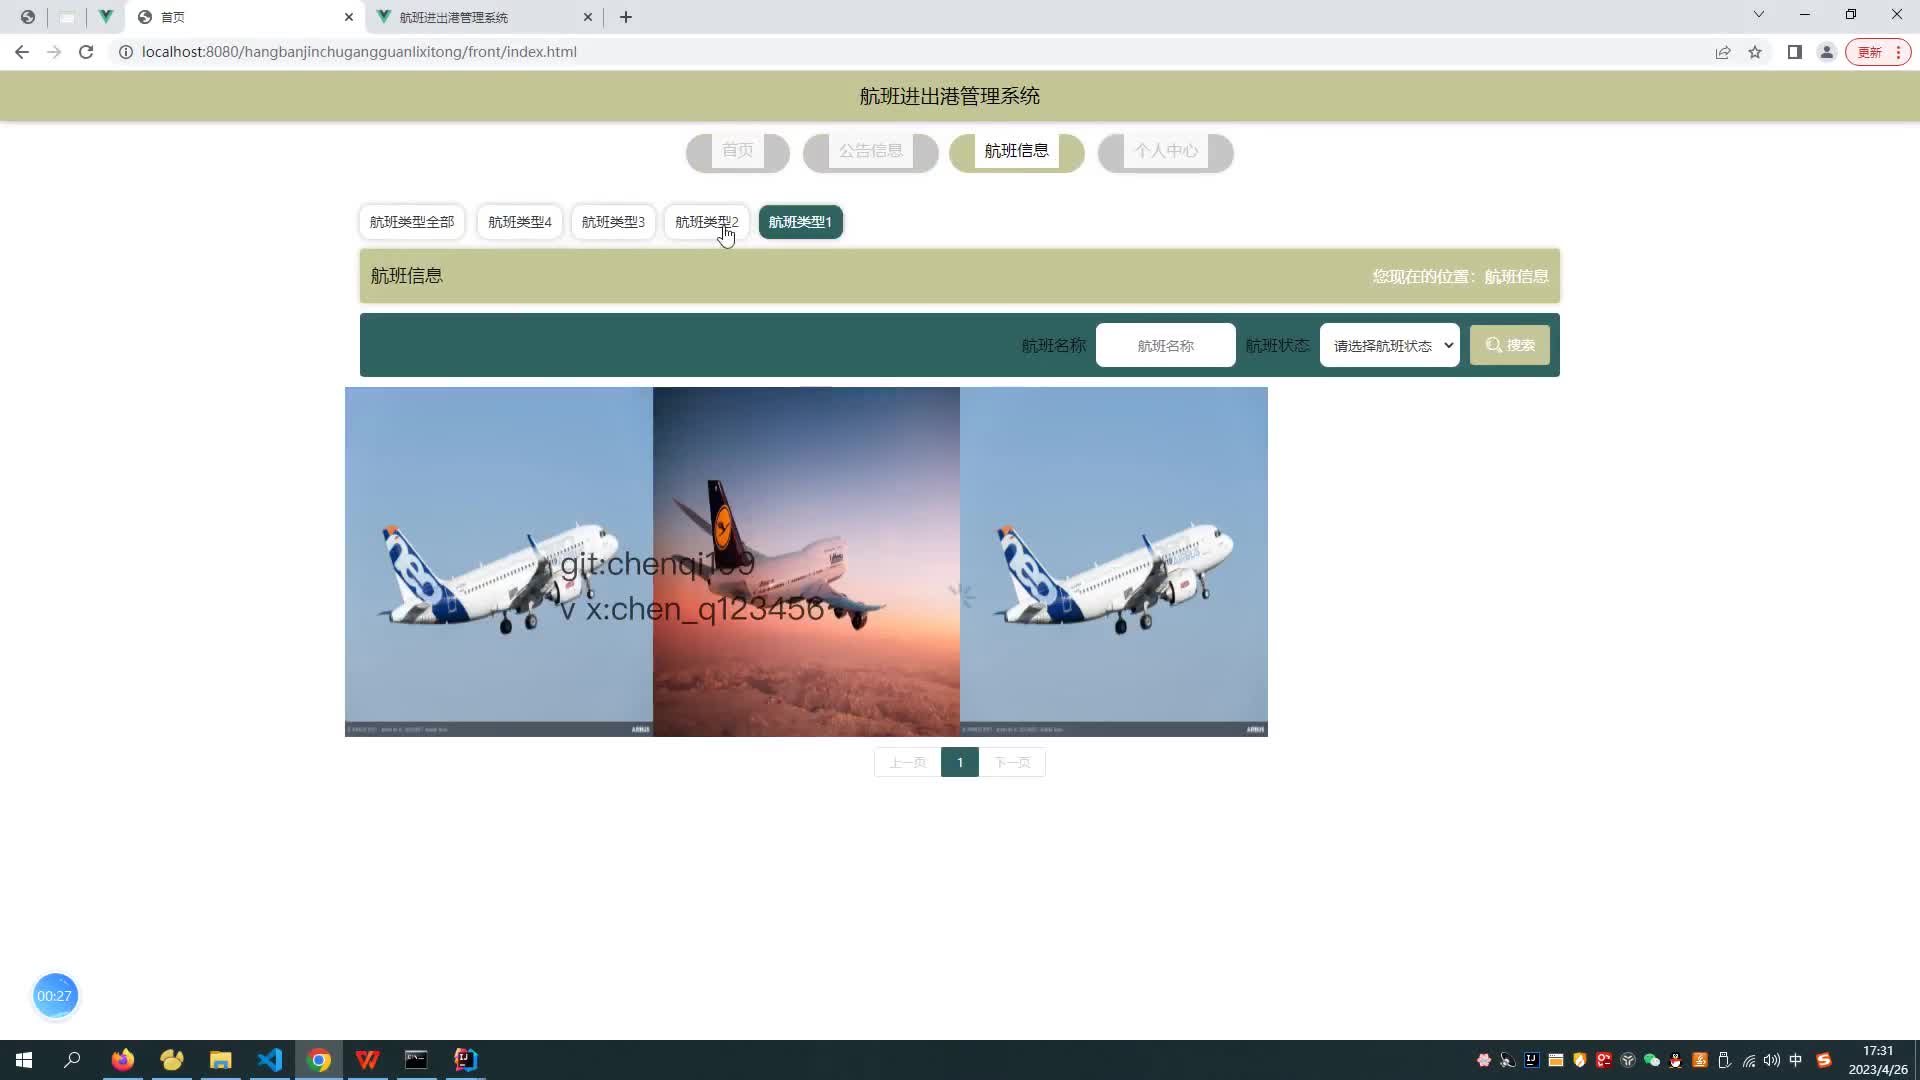 首页
航班进出港管理系统
localhost:8080/hangbanjinchugangguanlixitong/front/index.html
更新
航班进出港管理系统
首页
公告信息
航班信息
个人中心
航班类型全部
航班类型4
航班类型3
航班类型2
航班类型1
航班信息
您现在的位置：航班信息
航班名称
航班名称
航班状态
请选择航班状态
搜索
git:chenqi199
v x:chen_q123456
AIRBUS
AIRBUS
上一页
1
下一页
00:27
中
17:31
2023/4/26